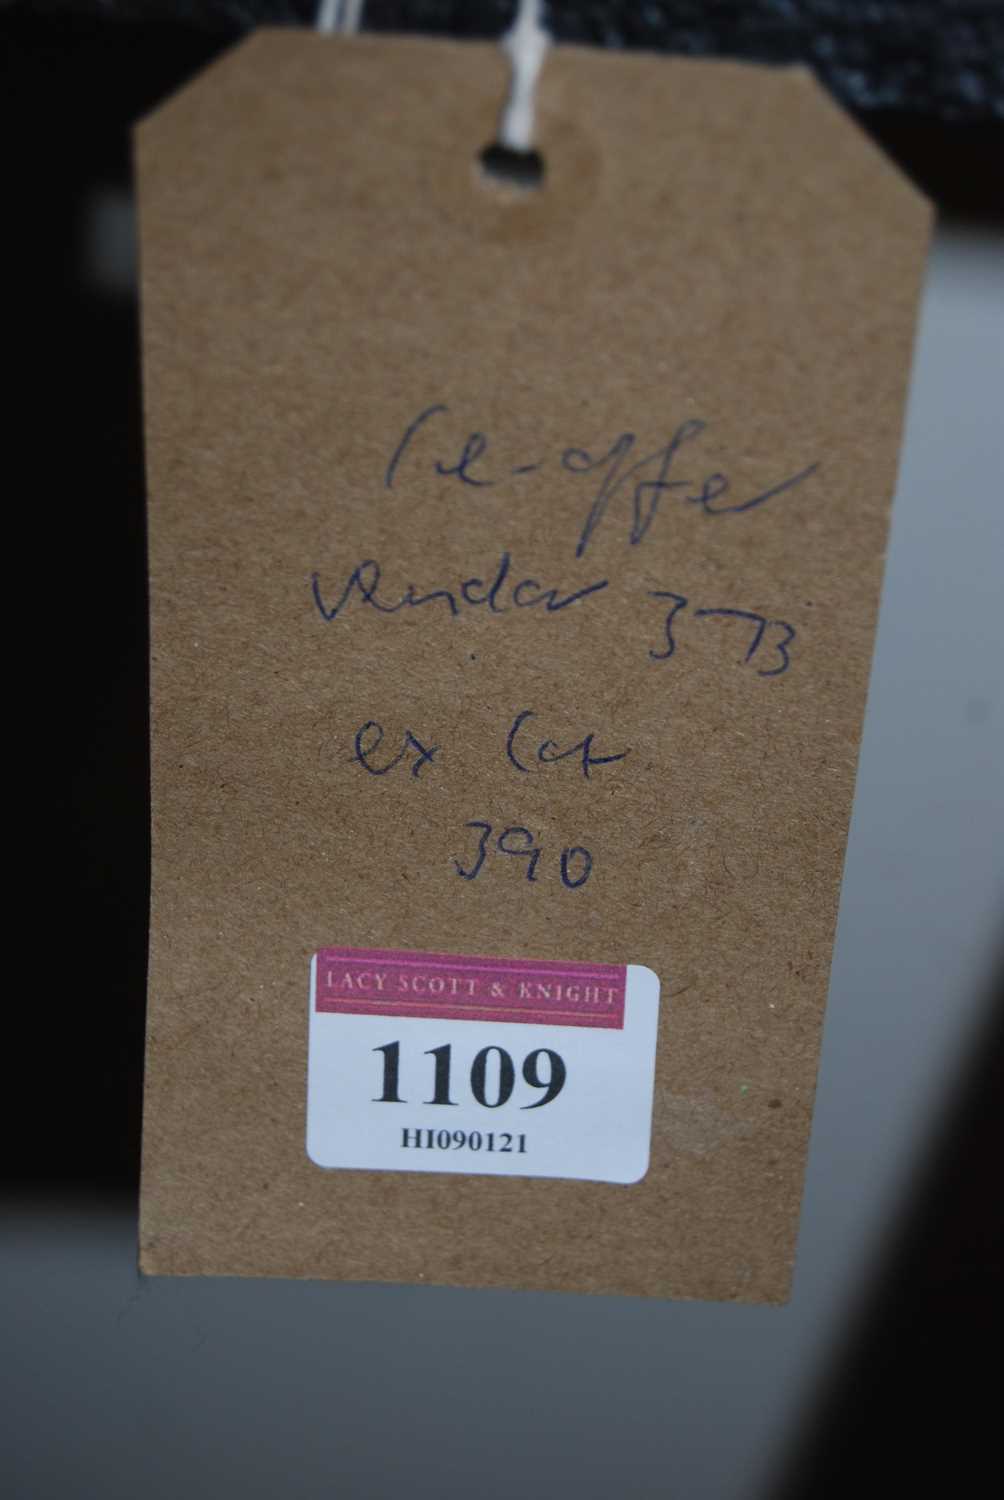 re-offer
vendor 373
ex Lot
390
LACY SCOTT & KNIGHT
1109
HI090121